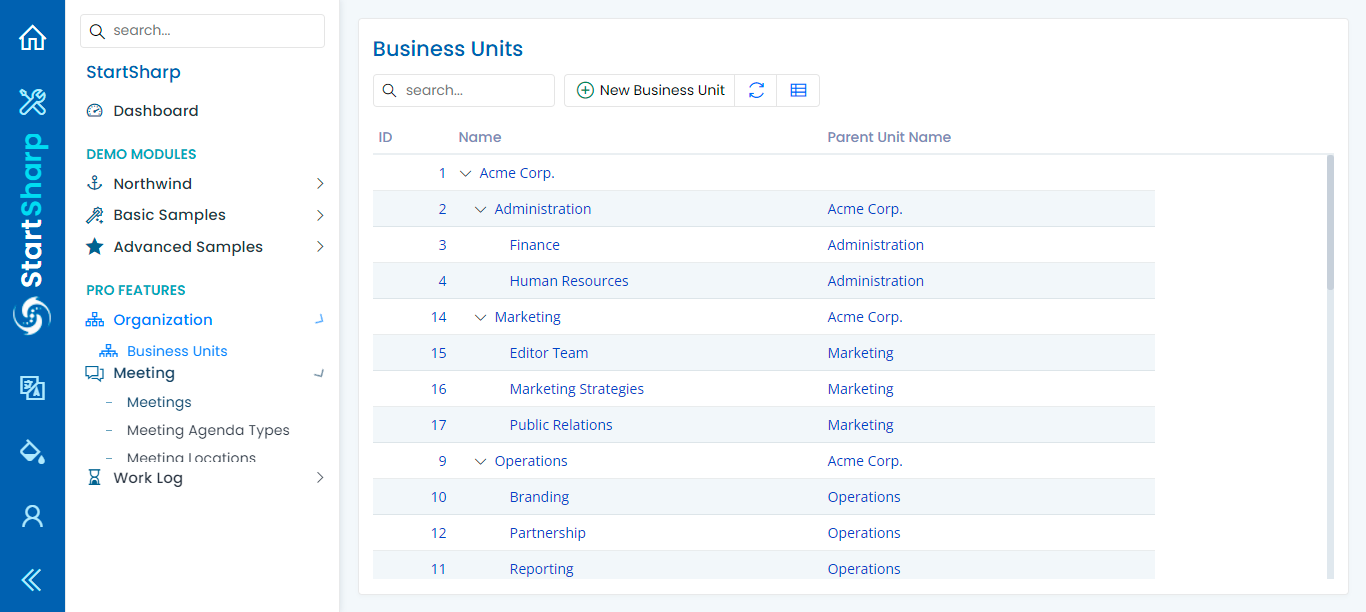 StartSharp
search...
StartSharp
Dashboard
DEMO MODULES
Northwind
Basic Samples
Advanced Samples
PRO FEATURES
Organization
Business Units
Meeting
Meetings
Meeting Agenda Types
Meeting Locations
Work Log
Business Units
search...
New Business Unit
ID Name Parent Unit Name
1 Acme Corp.
2 Administration Acme Corp.
3 Finance Administration
4 Human Resources Administration
14 Marketing Acme Corp.
15 Editor Team Marketing
16 Marketing Strategies Marketing
17 Public Relations Marketing
9 Operations Acme Corp.
10 Branding Operations
12 Partnership Operations
11 Reporting Operations